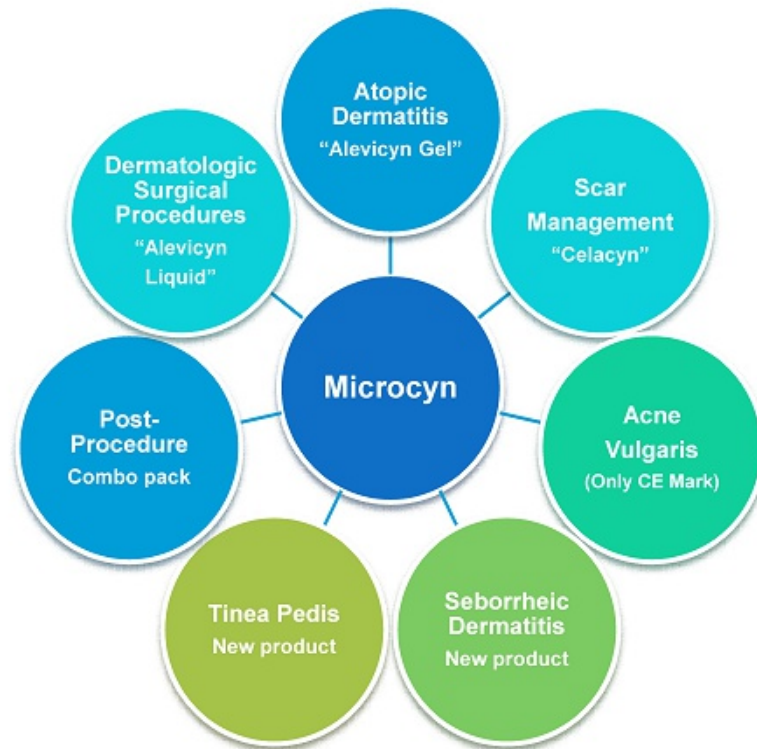 Atopic
Dermatitis
“Alevicyn Gel”
Scar
Management
“Celacyn”
Acne
Vulgaris
(Only CE Mark)
Seborrheic
Dermatitis
New product
Tinea Pedis
New product
Post-
Procedure
Combo pack
Dermatologic
Surgical
Procedures
“Alevicyn
Liquid”
Microcyn